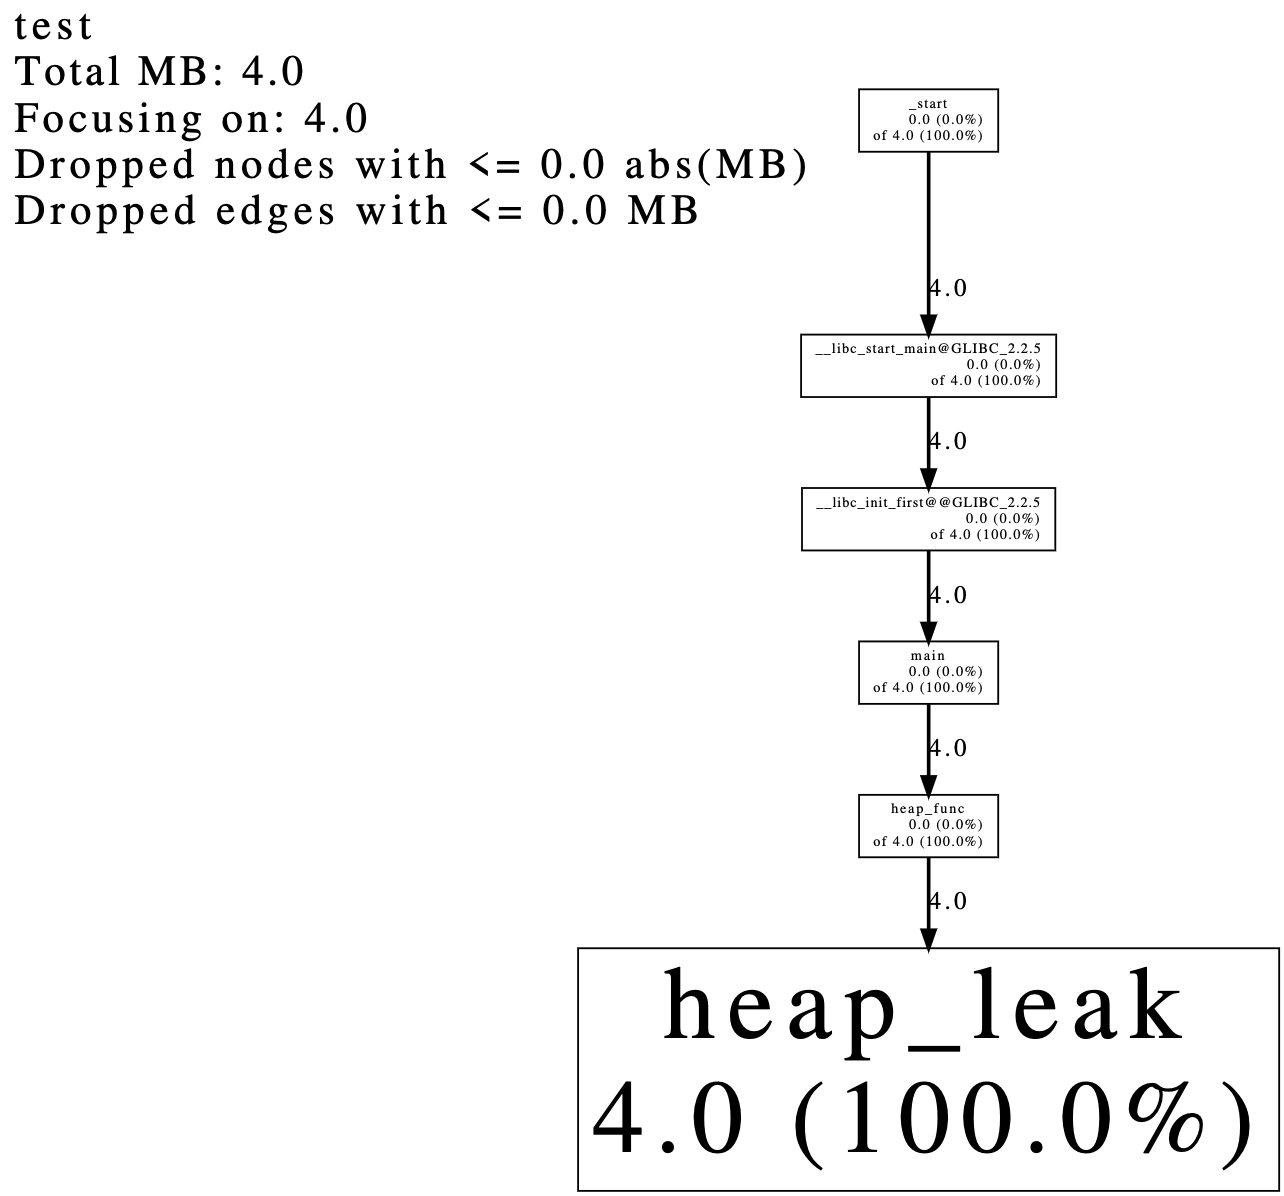 test
Total MB: 4.0
Focusing on: 4.0
Dropped nodes with <= 0.0 abs(MB)
Dropped edges with <= 0.0 MB
_start
0.0 (0.0%)
of 4.0 (100.0%)
4.0
__libc_start_main@GLIBC_2.2.5
0.0 (0.0%)
of 4.0 (100.0%)
4.0
__libc_init_first@@GLIBC_2.2.5
0.0 (0.0%)
of 4.0 (100.0%)
4.0
main
0.0 (0.0%)
of 4.0 (100.0%)
4.0
heap_func
0.0 (0.0%)
of 4.0 (100.0%)
4.0
heap_leak
4.0 (100.0%)